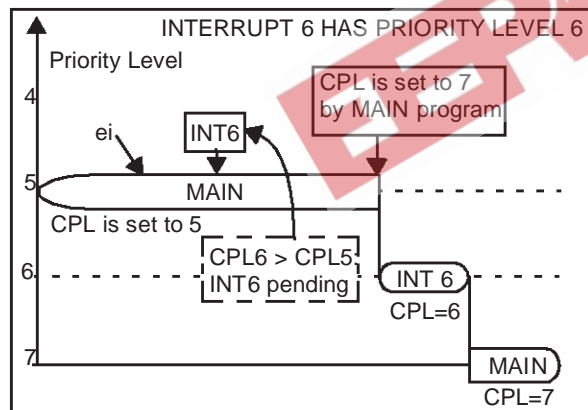 INTERRUPT 6 HAS PRIORITY LEVEL 6
Priority Level
CPL is set to 7
by MAIN program
4
ei
INT6
5
MAIN
CPL is set to 5
CPL6 > CPL5
INT6 pending
6
INT 6
CPL=6
7
MAIN
CPL=7